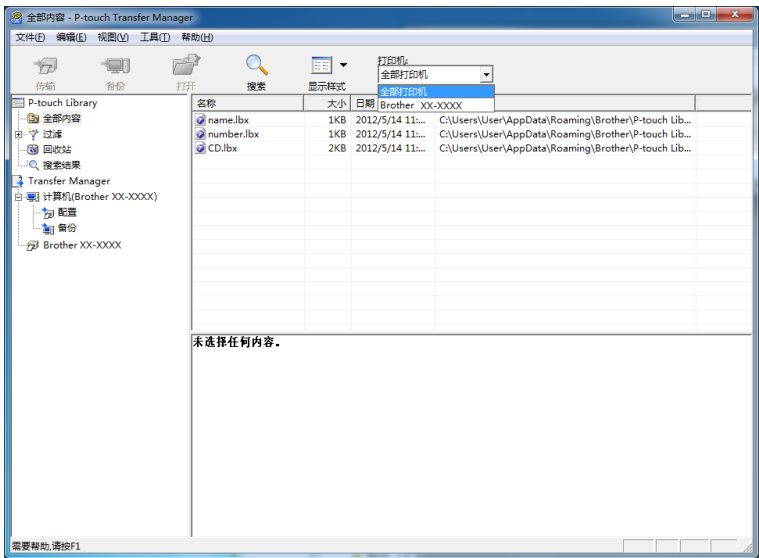 全部内容 - P-touch Transfer Manager
文件(F) 编辑(E) 视图(V) 工具(T) 帮助(H)
传输 备份 打开 搜索 显示样式 打印机:
全部打印机
全部打印机
Brother XX-XXXX
P-touch Library
全部内容
过滤
回收站
搜索结果
Transfer Manager
计算机(Brother XX-XXXX)
配置
备份
Brother XX-XXXX
名称 大小 日期
name.lbx 1KB 2012/5/14 11:... C:\Users\User\AppData\Roaming\Brother\P-touch Lib...
number.lbx 1KB 2012/5/14 11:... C:\Users\User\AppData\Roaming\Brother\P-touch Lib...
CD.lbx 2KB 2012/5/14 11:... C:\Users\User\AppData\Roaming\Brother\P-touch Lib...
未选择任何内容。
需要帮助,请按F1